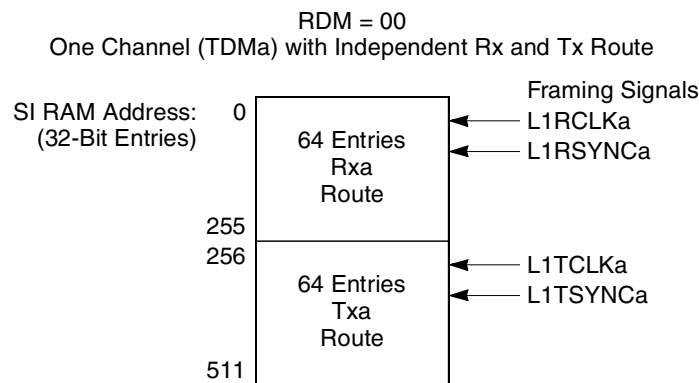 RDM = 00
One Channel (TDMa) with Independent Rx and Tx Route
Framing Signals
SI RAM Address: 0
(32-Bit Entries)
L1RCLKa
64 Entries
L1RSYNCa
Rxa
Route
255
256
L1TCLKa
64 Entries
L1TSYNCa
Txa
Route
511